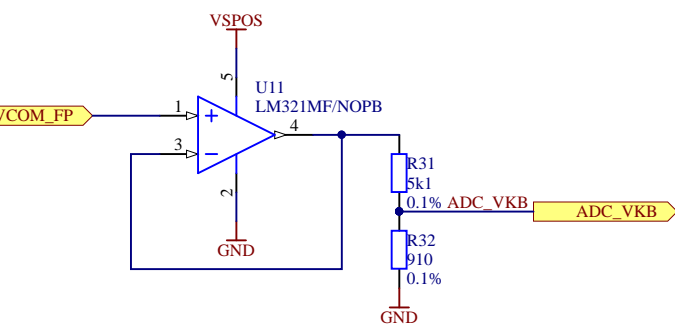 VSPOS
5
U11
LM321MF/NOPB
VCOM_FP
1
+
4
3
−
R31
5k1
0.1%
ADC_VKB
ADC_VKB
2
R32
910
0.1%
GND
GND